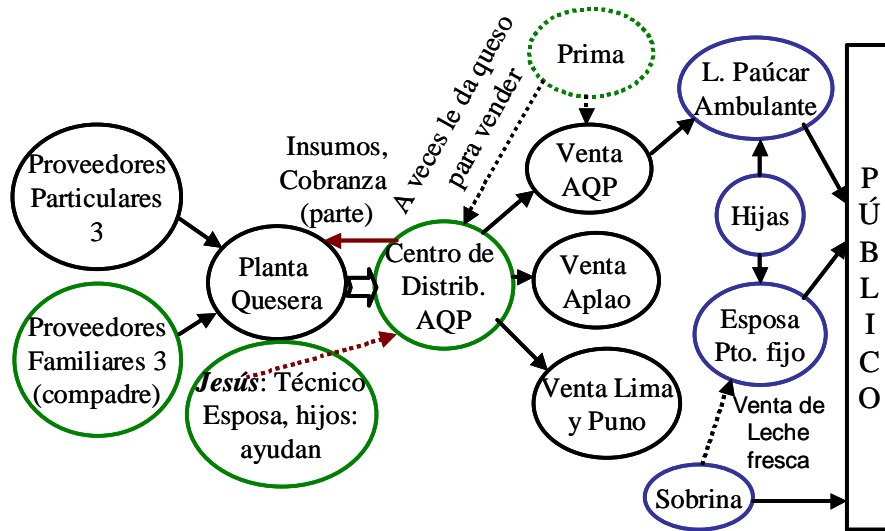 Prima
A veces le da queso
para vender
L. Paúcar
Ambulante
Proveedores
Particulares
3
Insumos,
Cobranza
(parte)
Venta
AQP
Hijas
Planta
Quesera
Centro de
Distrib.
AQP
Venta
Aplao
Proveedores
Familiares 3
(compadre)
Jesús: Técnico
Esposa, hijos:
ayudan
Venta Lima
y Puno
Esposa
Pto. fijo
Venta de
Leche
fresca
Sobrina
P
Ú
B
L
I
C
O